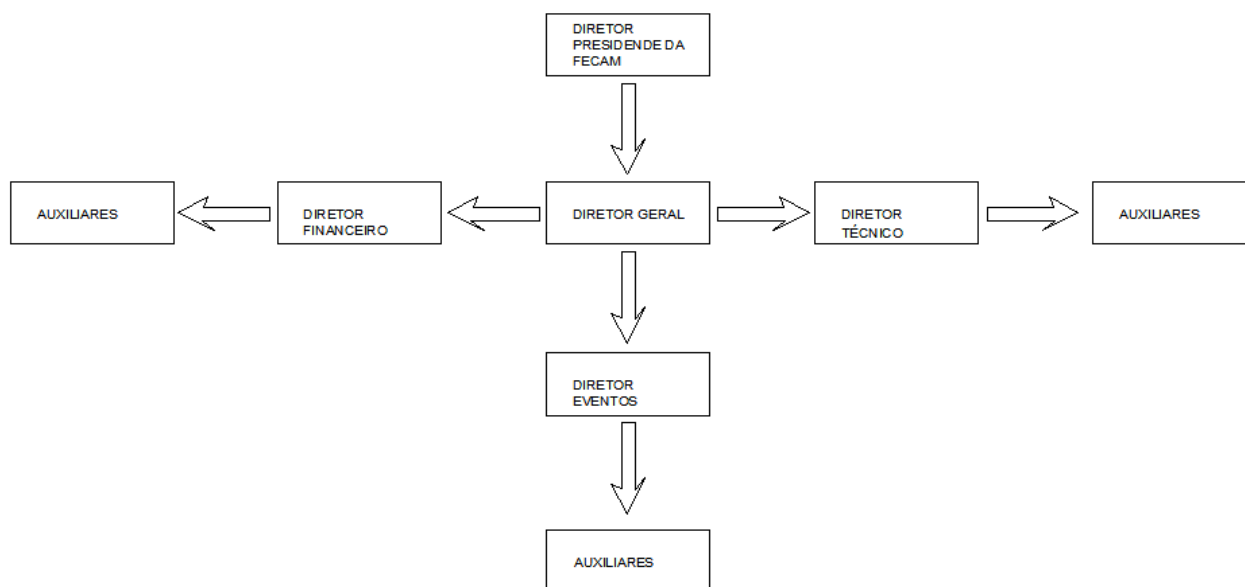 DIRETOR
PRESIDENDE DA
FECAM
AUXILIARES
DIRETOR
FINANCEIRO
DIRETOR GERAL
DIRETOR
TÉCNICO
AUXILIARES
DIRETOR
EVENTOS
AUXILIARES